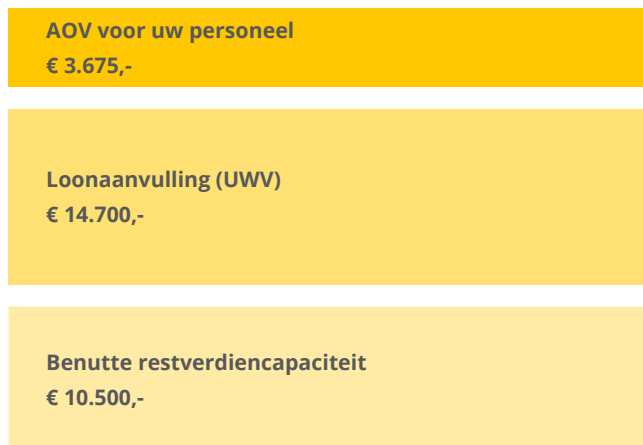 AOV voor uw personeel
€ 3.675,-
Loonaanvulling (UWV)
€ 14.700,-
Benutte restverdiencapaciteit
€ 10.500,-